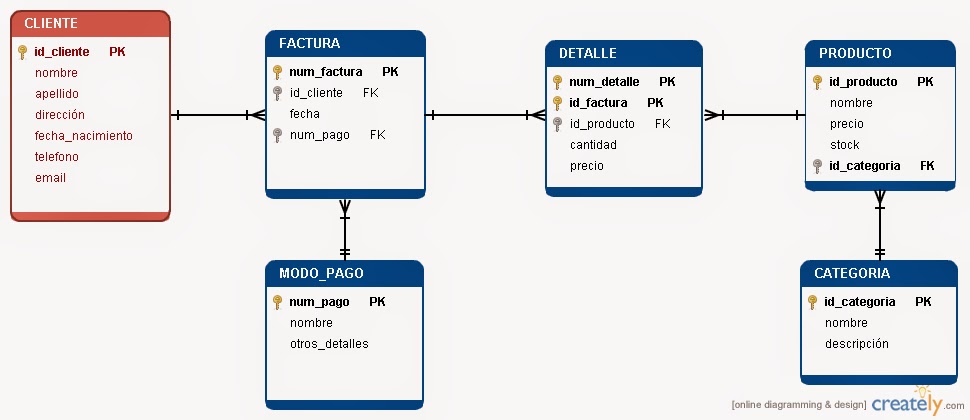 CLIENTE
id_cliente PK
nombre
apellido
dirección
fecha_nacimiento
telefono
email
FACTURA
num_factura PK
id_cliente FK
fecha
num_pago FK
DETALLE
num_detalle PK
id_factura PK
id_producto FK
cantidad
precio
PRODUCTO
id_producto PK
nombre
precio
stock
id_categoria FK
MODO_PAGO
num_pago PK
nombre
otros_detalles
CATEGORIA
id_categoria PK
nombre
descripción
[online diagramming & design] creately.com